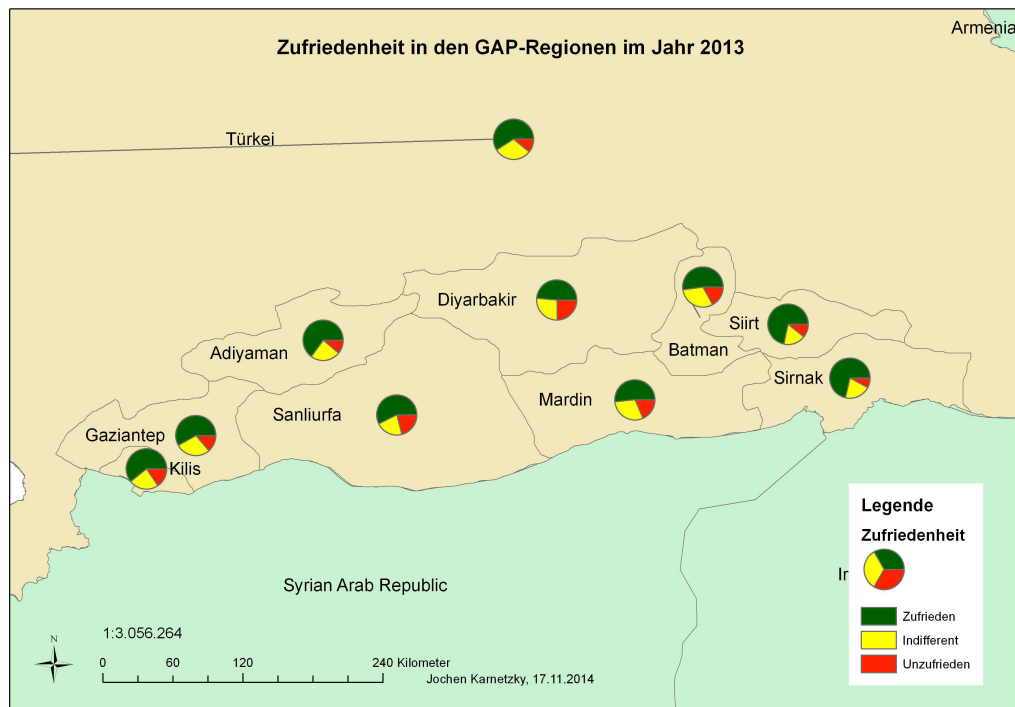 Armenia
Zufriedenheit in den GAP-Regionen im Jahr 2013
Türkei
Diyarbakir
Siirt
Adiyaman
Batman
Sirnak
Mardin
Sanliurfa
Gaziantep
Kilis
Legende
Zufriedenheit
Ir
Syrian Arab Republic
Zufrieden
1:3.056.264
N
Indifferent
0 60 120 240 Kilometer
Unzufrieden
Jochen Karnetzky, 17.11.2014